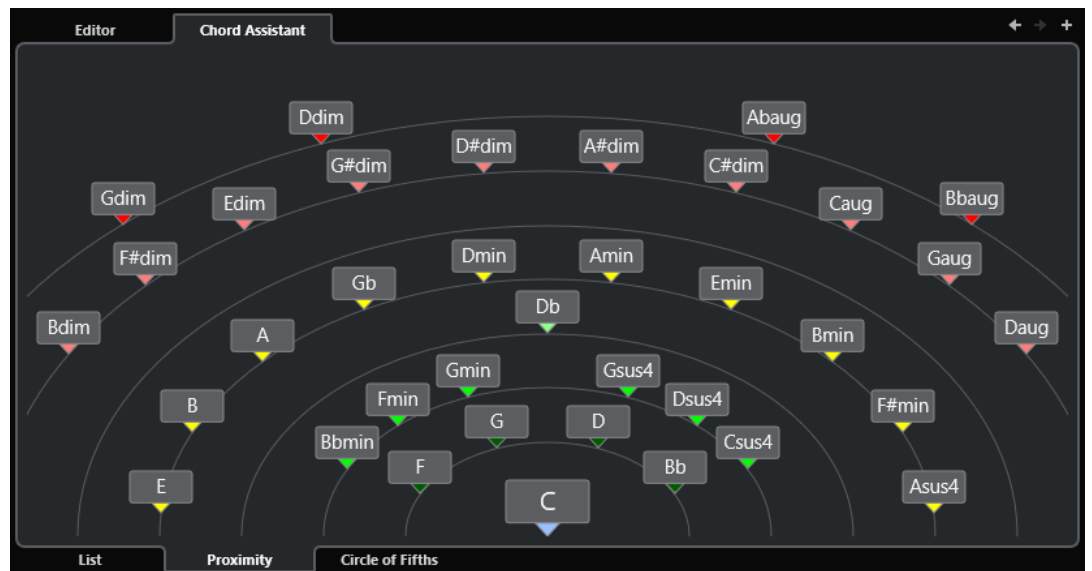 Editor
Chord Assistant
Ddim
Abaug
D#dim
A#dim
G#dim
C#dim
Gdim
Edim
Caug
Bbaug
F#dim
Dmin
Amin
Gaug
Gb
Emin
Db
Bdim
A
Bmin
Daug
Gmin
Gsus4
Fmin
Dsus4
B
F#min
G
D
Bbmin
Csus4
F
Bb
E
Asus4
C
List
Proximity
Circle of Fifths